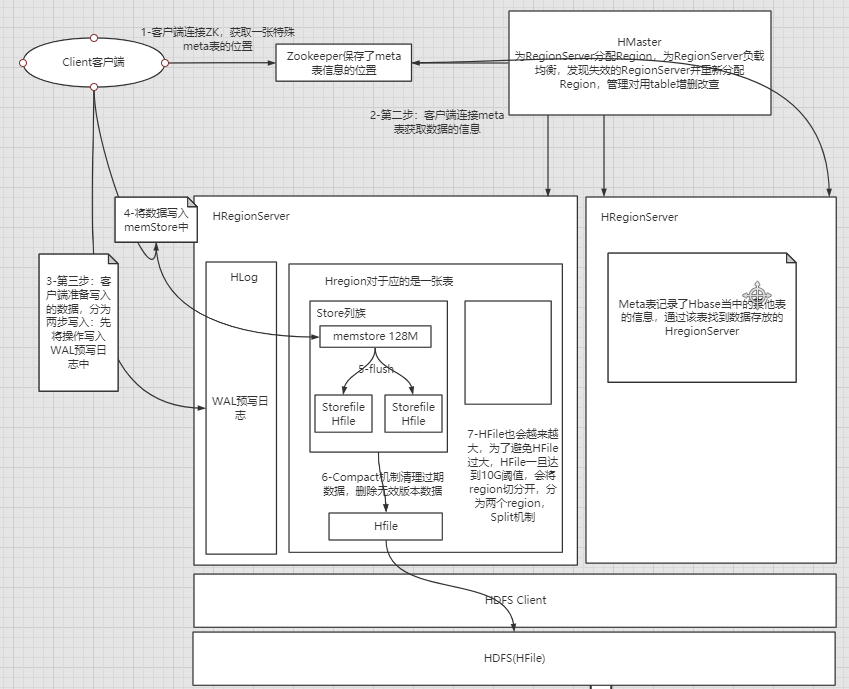 1-客户端连接ZK，获取一张特殊
meta表的位置
Client客户端
Zookeeper保存了meta
表信息的位置
HMaster
为RegionServer分配Region，为RegionServer负载
均衡，发现失效的RegionServer并重新分配
Region，管理对用table增删改查
2-第二步：客户端连接meta
表获取数据的信息
4-将数据写入
memStore中
HRegionServer
HRegionServer
3-第三步：客
户端准备写入
的数据，分为
两步写入：先
将操作写入
WAL预写日
志中
HLog
WAL预写日
志
Hregion对于应的是一张表
Store列族
memstore 128M
5-flush
Storefile
Hfile
Storefile
Hfile
6-Compact机制清理过期
数据，删除无效版本数据
Hfile
7-HFile也会越来越
大，为了避免HFile
过大，HFile一旦达
到10G阈值，会将
region切分开，分
为两个region，
Split机制
Meta表记录了Hbase当中的其他表
的信息，通过该表找到数据存放的
HregionServer
HDFS Client
HDFS(HFile)